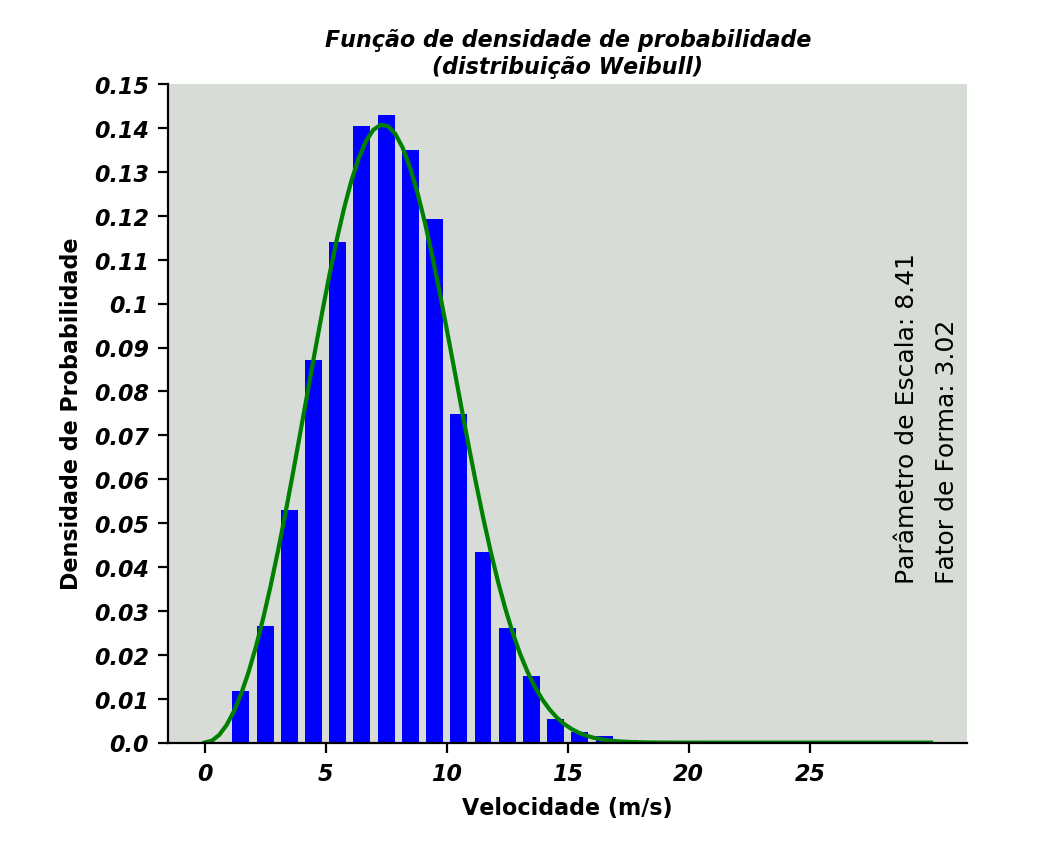 Função de densidade de probabilidade
(distribuição Weibull)
0.15
0.14
0.13
0.12
0.11
0.1
0.09
0.08
0.07
0.06
0.05
0.04
0.03
0.02
0.01
0.0
Densidade de Probabilidade
Parâmetro de Escala: 8.41
Fator de Forma: 3.02
0 5 10 15 20 25
Velocidade (m/s)